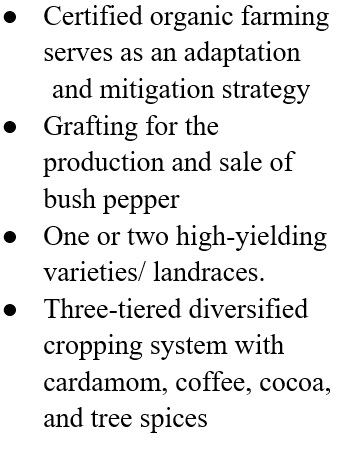 ● Certified organic farming
serves as an adaptation
and mitigation strategy
● Grafting for the
production and sale of
bush pepper
● One or two high-yielding
varieties/ landraces.
● Three-tiered diversified
cropping system with
cardamom, coffee, cocoa,
and tree spices